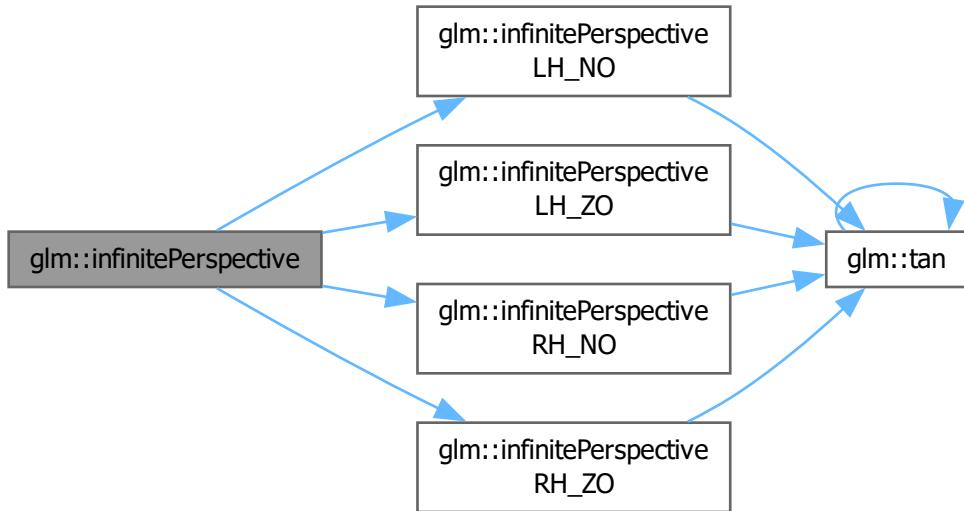 glm::infinitePerspective
LH_NO
glm::infinitePerspective
LH_ZO
glm::infinitePerspective
glm::tan
glm::infinitePerspective
RH_NO
glm::infinitePerspective
RH_ZO